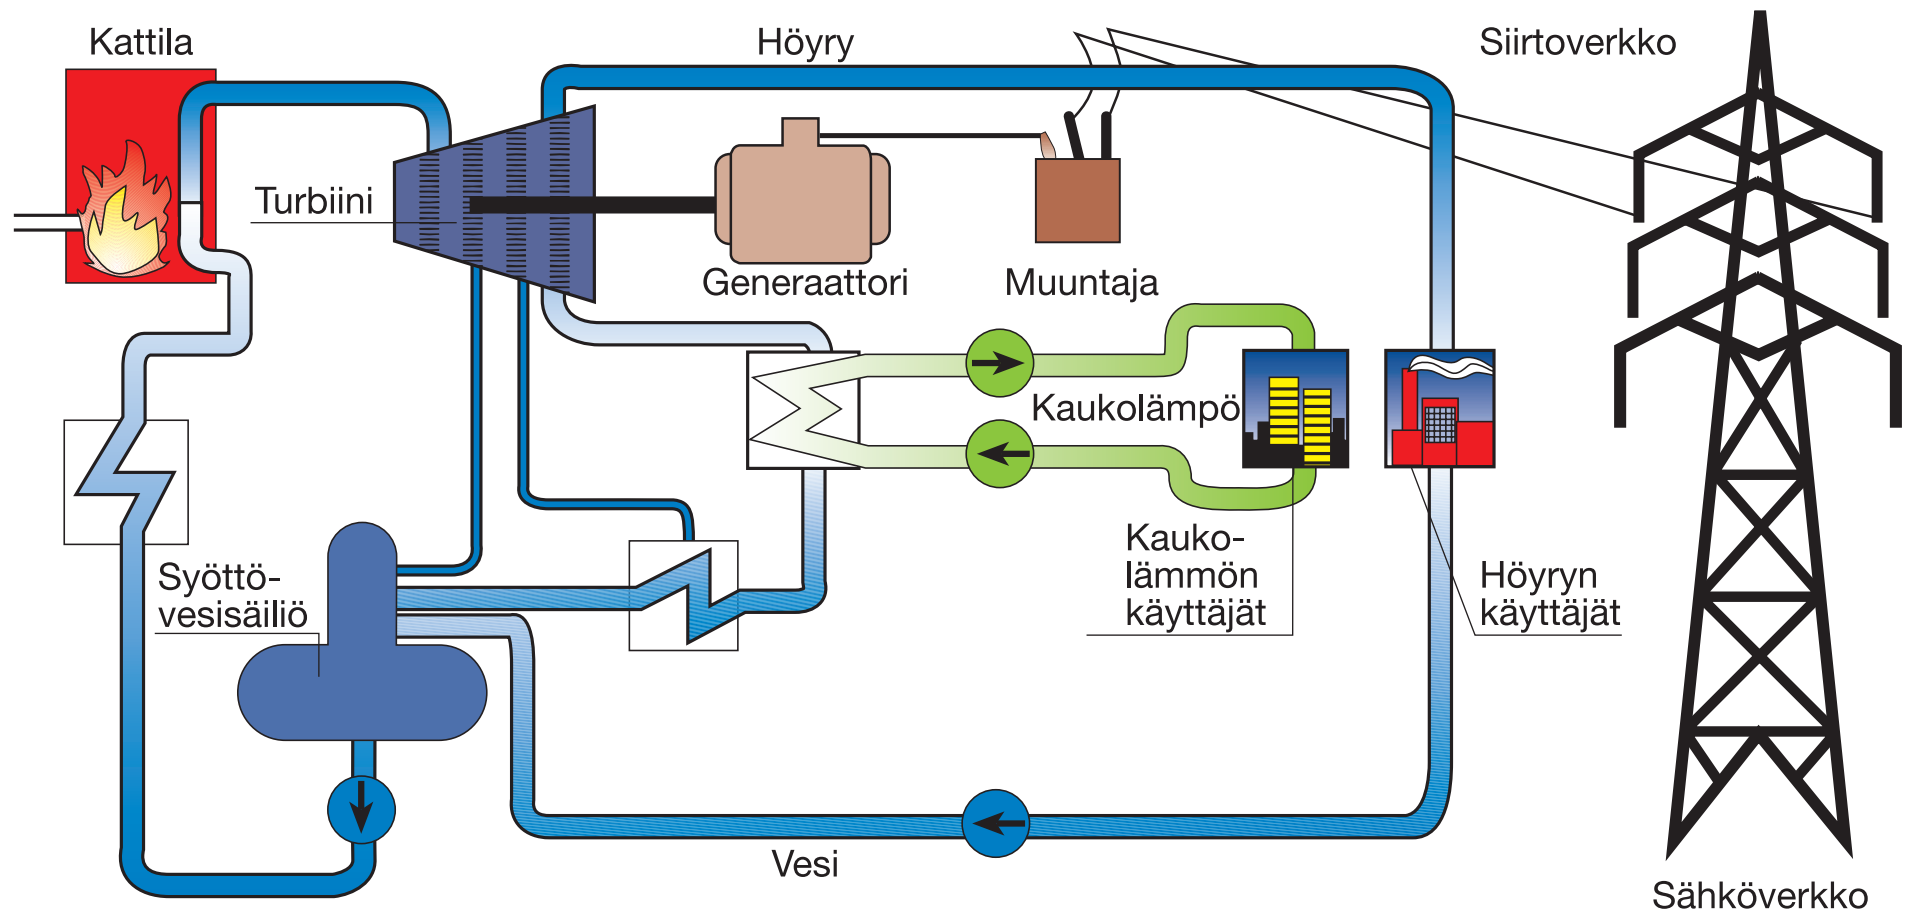 Kattila
Höyry
Siirtoverkko
Turbiini
Generaattori
Muuntaja
Kaukolämpö
Kauko-
lämmön
käyttäjät
Höyryn
käyttäjät
Syöttö-
vesisäiliö
Vesi
Sähköverkko